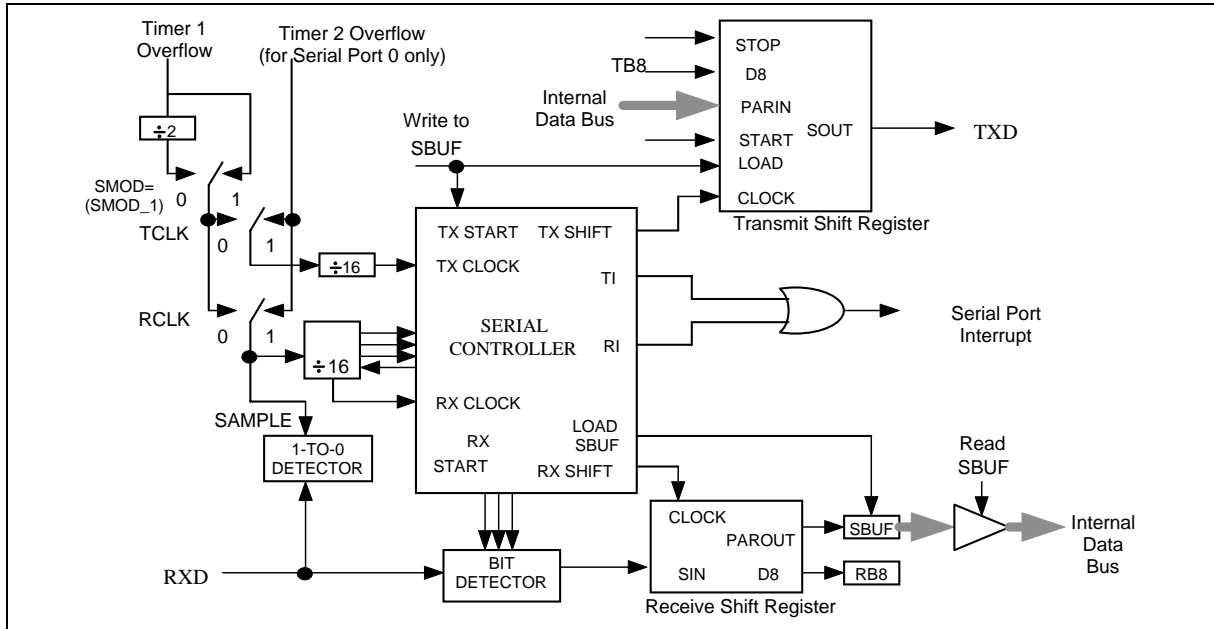 Timer 1
Overflow
Timer 2 Overflow
(for Serial Port 0 only)
÷2
SMOD=
(SMOD_1)
0
1
TCLK
0
1
÷16
RCLK
0
1
÷16
SAMPLE
1-TO-0
DETECTOR
Write to
SBUF
TX START
TX SHIFT
TX CLOCK
TI
SERIAL
CONTROLLER
RI
RX CLOCK
LOAD
SBUF
RX
START
RX SHIFT
TB8
Internal
Data Bus
STOP
D8
PARIN
SOUT
START
LOAD
CLOCK
Transmit Shift Register
TXD
Serial Port
Interrupt
RXD
BIT
DETECTOR
CLOCK
PAROUT
SIN
D8
Receive Shift Register
SBUF
RB8
Read
SBUF
Internal
Data
Bus